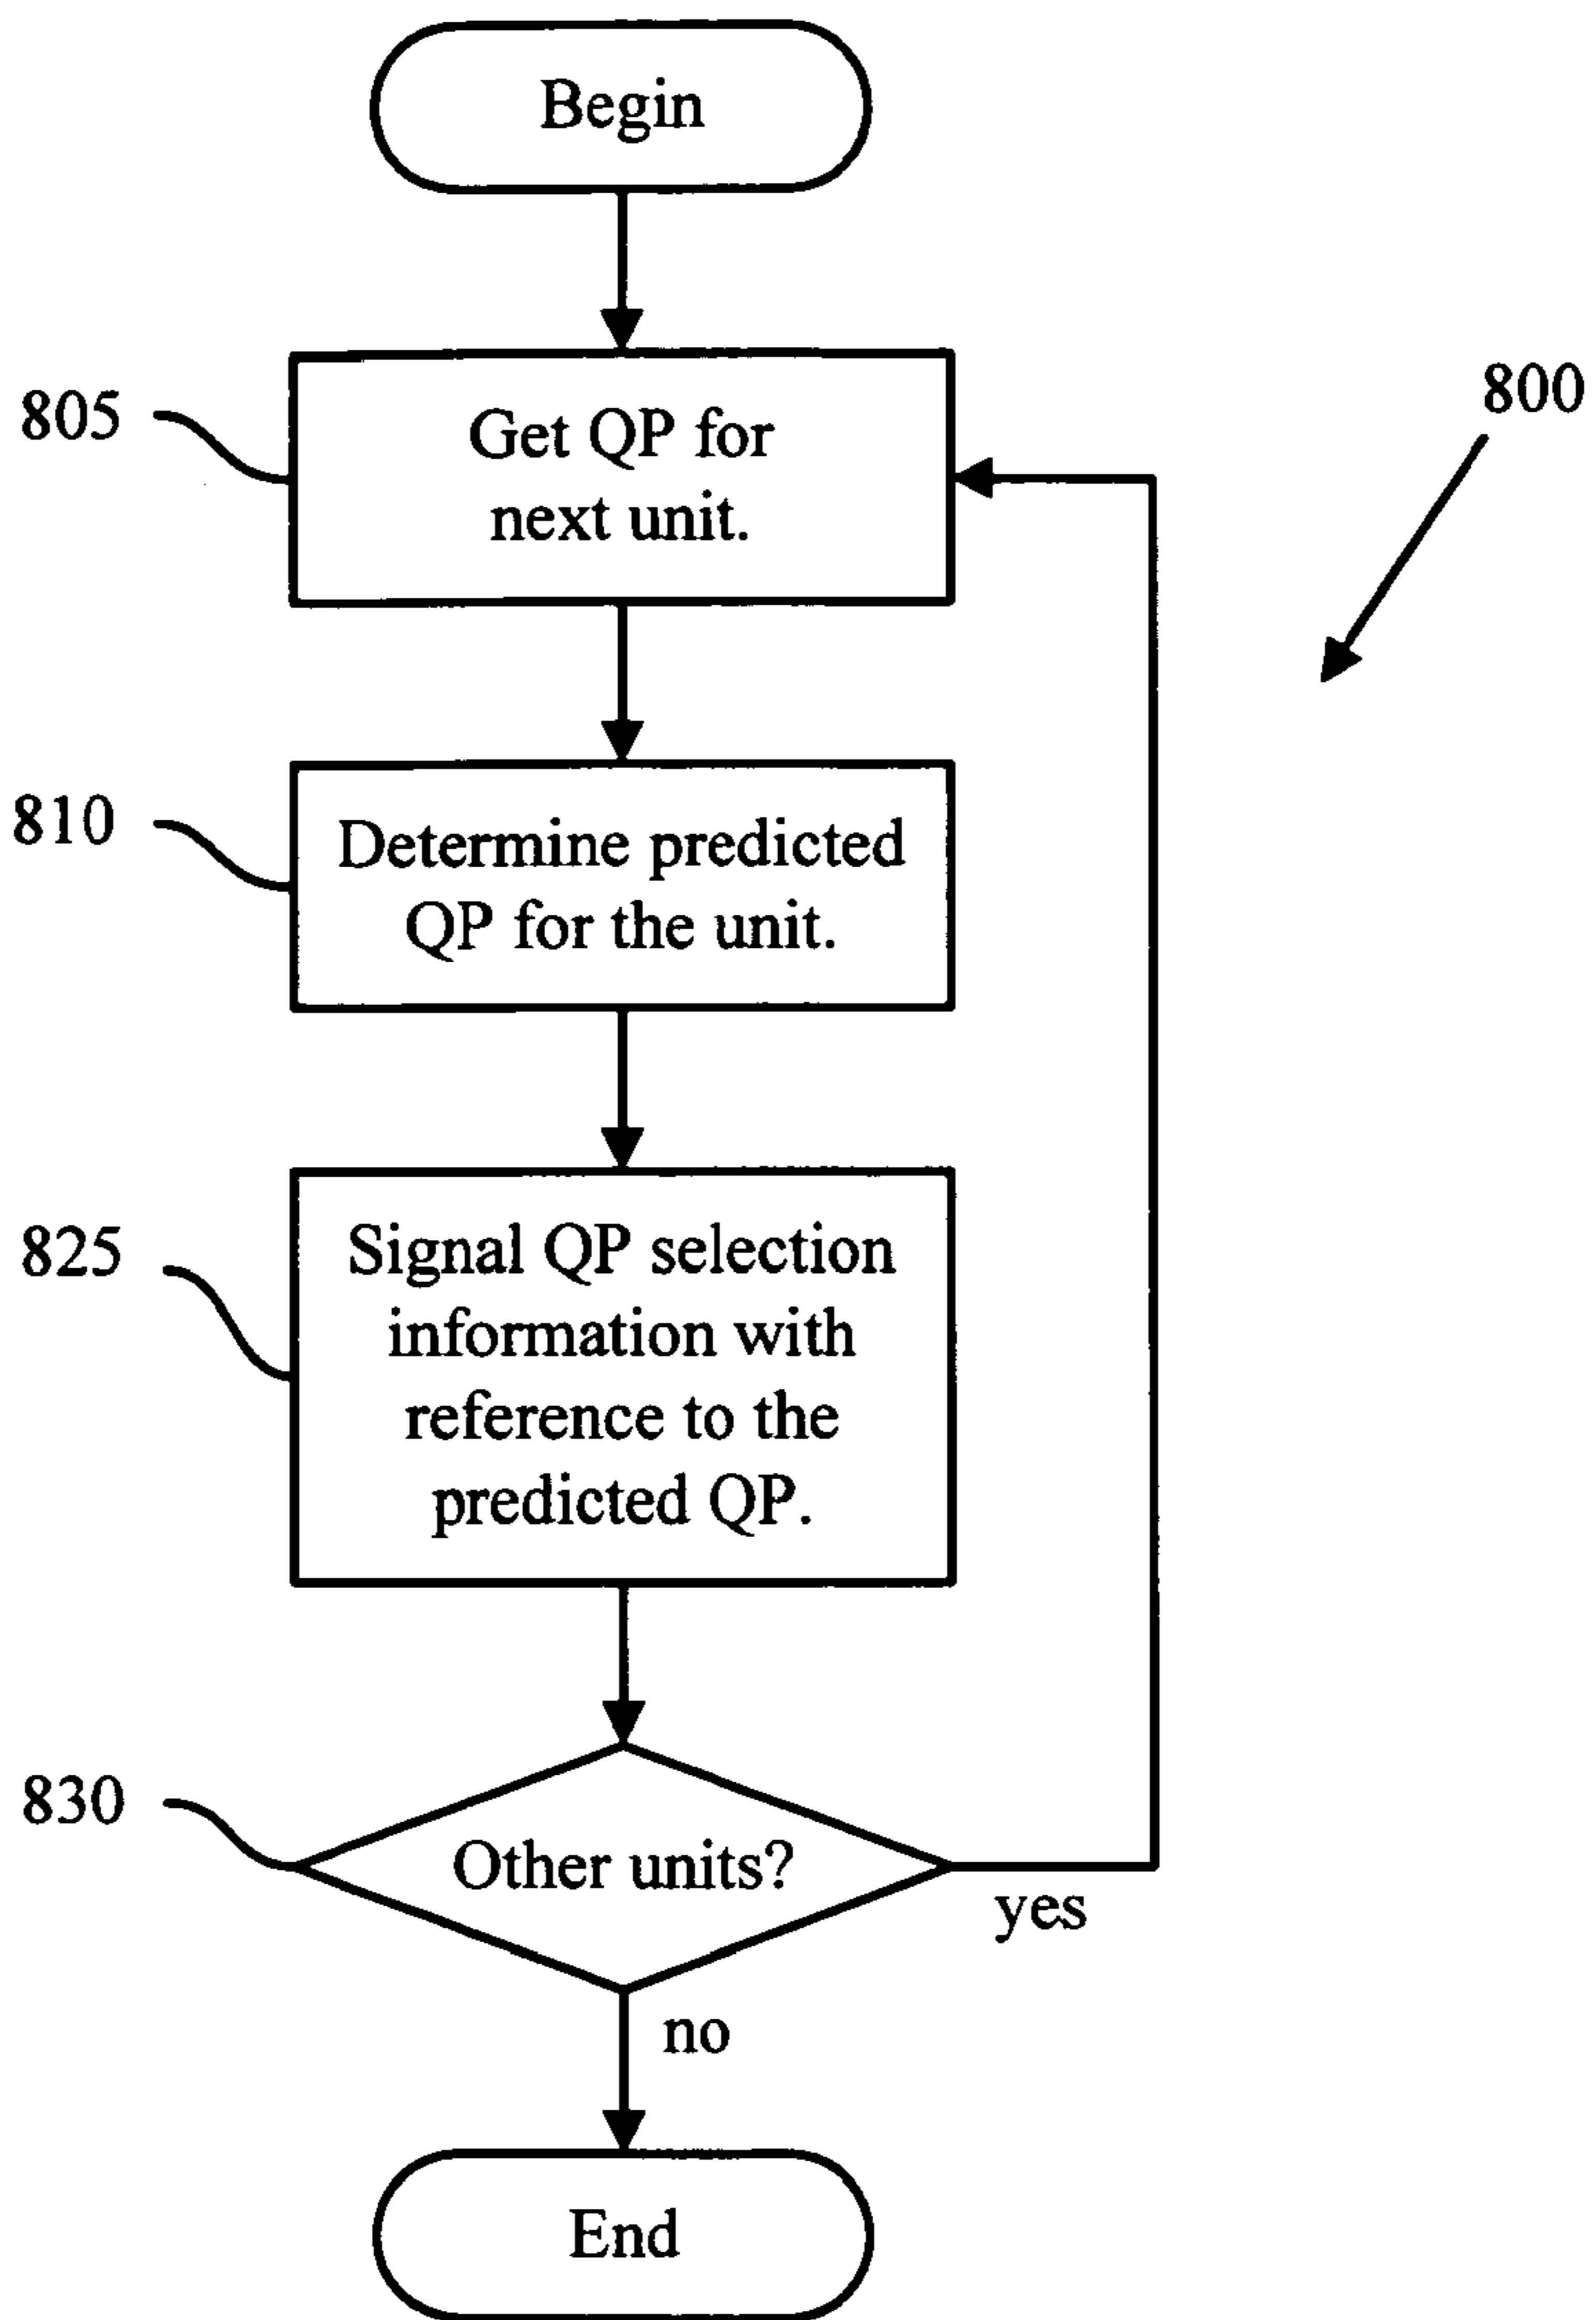 Begin
800
805
Get QP for
next unit.
810
Determine predicted
QP for the unit.
825
Signal QP selection
information with
reference to the
predicted QP.
830
Other units?
yes
no
End